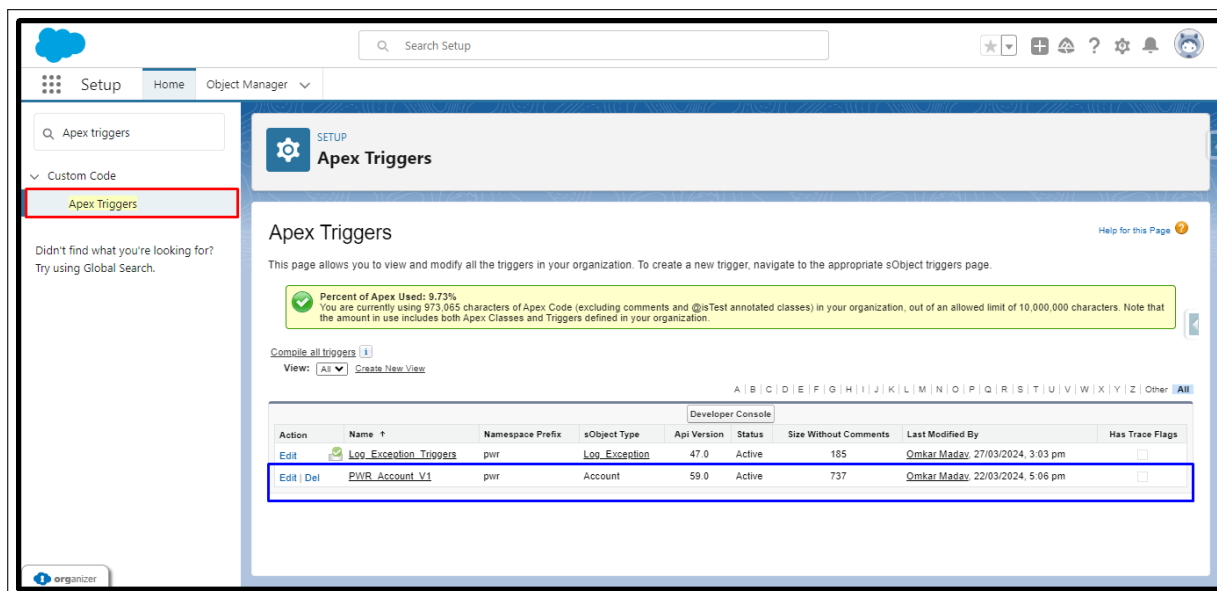 Search Setup
Setup Home Object Manager
Apex triggers
Custom Code
Apex Triggers
Didn't find what you're looking for?
Try using Global Search.
SETUP
Apex Triggers
Apex Triggers
Help for this Page
This page allows you to view and modify all the triggers in your organization. To create a new trigger, navigate to the appropriate sObject triggers page.
Percent of Apex Used: 9.73%
You are currently using 973,065 characters of Apex Code (excluding comments and @isTest annotated classes) in your organization, out of an allowed limit of 10,000,000 characters. Note that
the amount in use includes both Apex Classes and Triggers defined in your organization.
Compile all triggers i
View: All Create New View
A | B | C | D | E | F | G | H | I | J | K | L | M | N | O | P | Q | R | S | T | U | V | W | X | Y | Z | Other All
Developer Console
Action Name ↑ Namespace Prefix sObject Type Api Version Status Size Without Comments Last Modified By Has Trace Flags
Edit Log_Exception_Triggers pwr Log_Exception 47.0 Active 185 Omkar Madav, 27/03/2024, 3:03 pm
Edit | Del PWR_Account_V1 pwr Account 59.0 Active 737 Omkar Madav, 22/03/2024, 5:06 pm
organizer